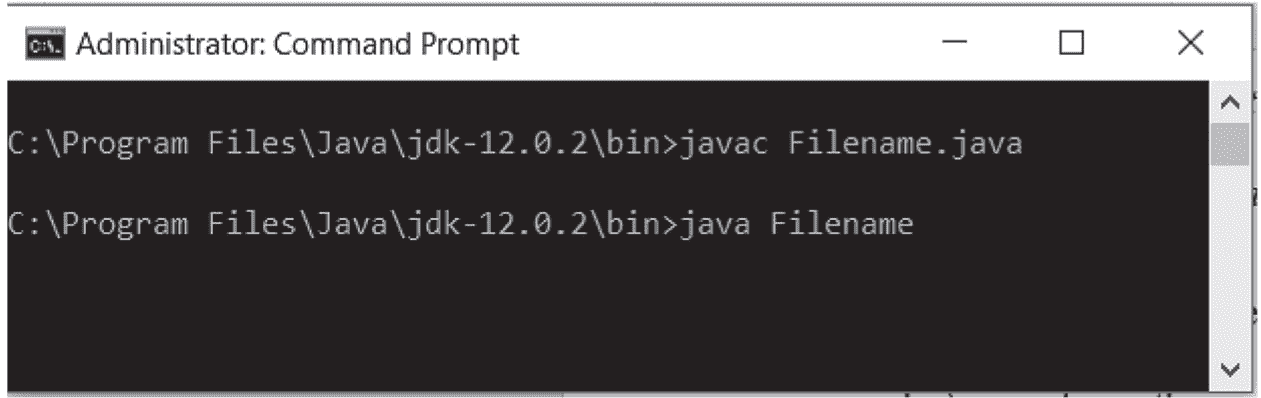 Administrator: Command Prompt
C:\Program Files\Java\jdk-12.0.2\bin>javac Filename.java
C:\Program Files\Java\jdk-12.0.2\bin>java Filename